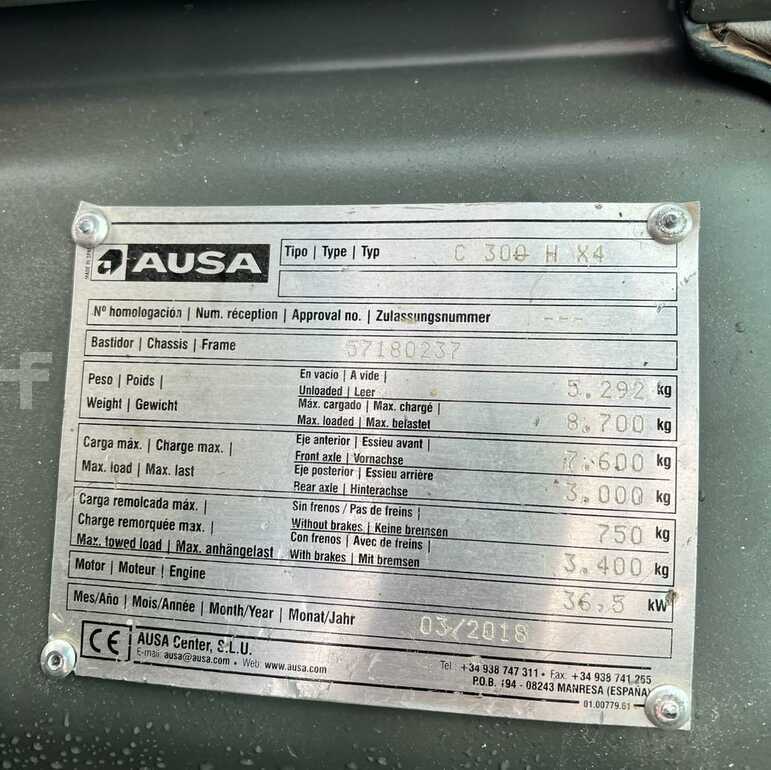 MADE IN SPAIN
AUSA
Tipo | Type | Typ C 300 H X4
Nº homologación | Num. réception | Approval no. | Zulassungsnummer ---
Bastidor | Chassis | Frame 57180237
Peso | Poids | En vacío | A vide |
Unloaded | Leer 5.292 kg
Weight | Gewicht Máx. cargado | Max. chargé |
Max. loaded | Max. belastet 8.700 kg
Carga máx. | Charge max. | Eje anterior | Essieu avant |
Front axle | Vornachse 7.600 kg
Max. load | Max. last Eje posterior | Essieu arrière
Rear axle | Hinterachse 3.000 kg
Carga remolcada máx. | Sin frenos / Pas de freins |
Charge remorquée max. | Without brakes | Keine bremsen 750 kg
Con frenos | Avec de freins |
Max. towed load | Max. anhängelast With brakes | Mit bremsen 3.400 kg
Motor | Moteur | Engine 36,5 kW
Mes/Año | Mois/Année | Month/Year | Monat/Jahr 03/2018
CE AUSA Center, S.L.U.
E-mail: ausa@ausa.com • Web: www.ausa.com
Tel.: +34 938 747 311 • Fax: +34 938 741 255
P.O.B. 194 - 08243 MANRESA (ESPAÑA)
01.00779.61